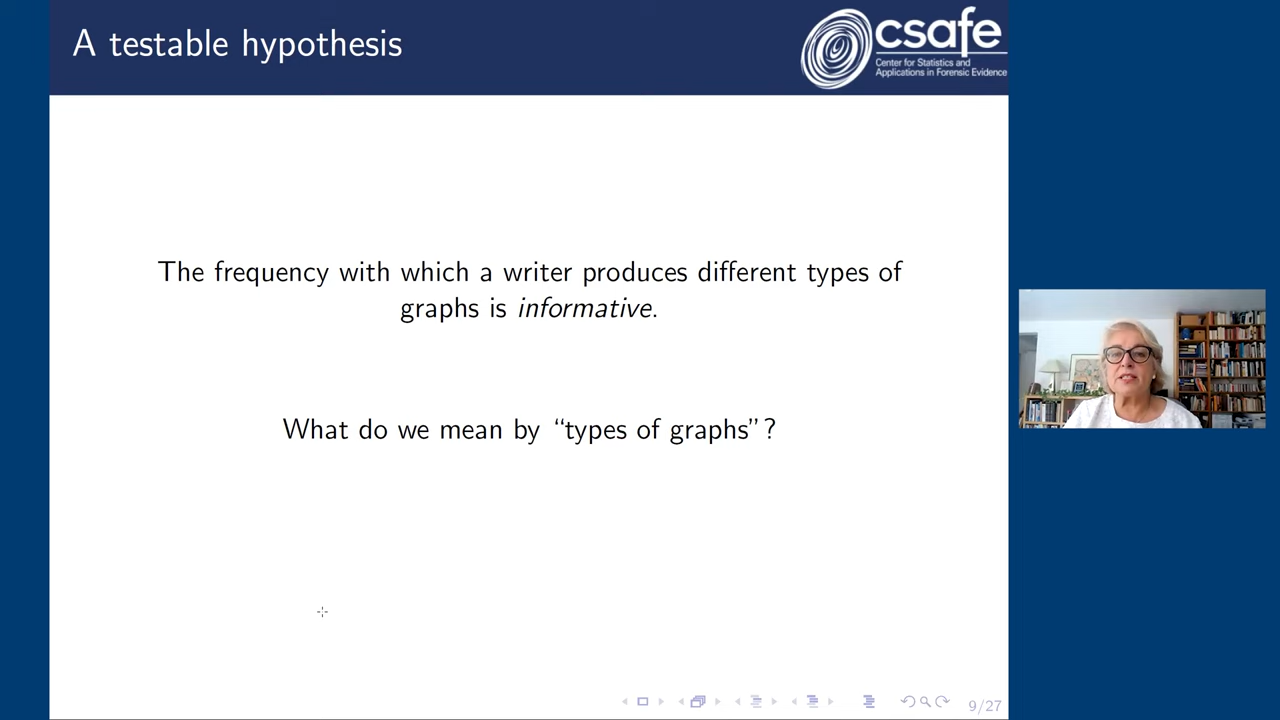 A testable hypothesis
csafe
Center for Statistics and
Applications in Forensic Evidence
The frequency with which a writer produces different types of
graphs is informative.
What do we mean by “types of graphs”?
9/27